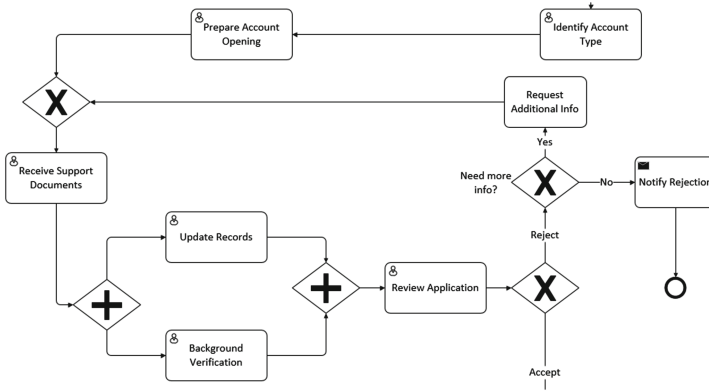 Prepare Account
Opening
Identify Account
Type
Request
Additional Info
Yes
Receive Support
Documents
Need more
info?
No
Notify Rejection
Update Records
Reject
Review Application
Background
Verification
Accept